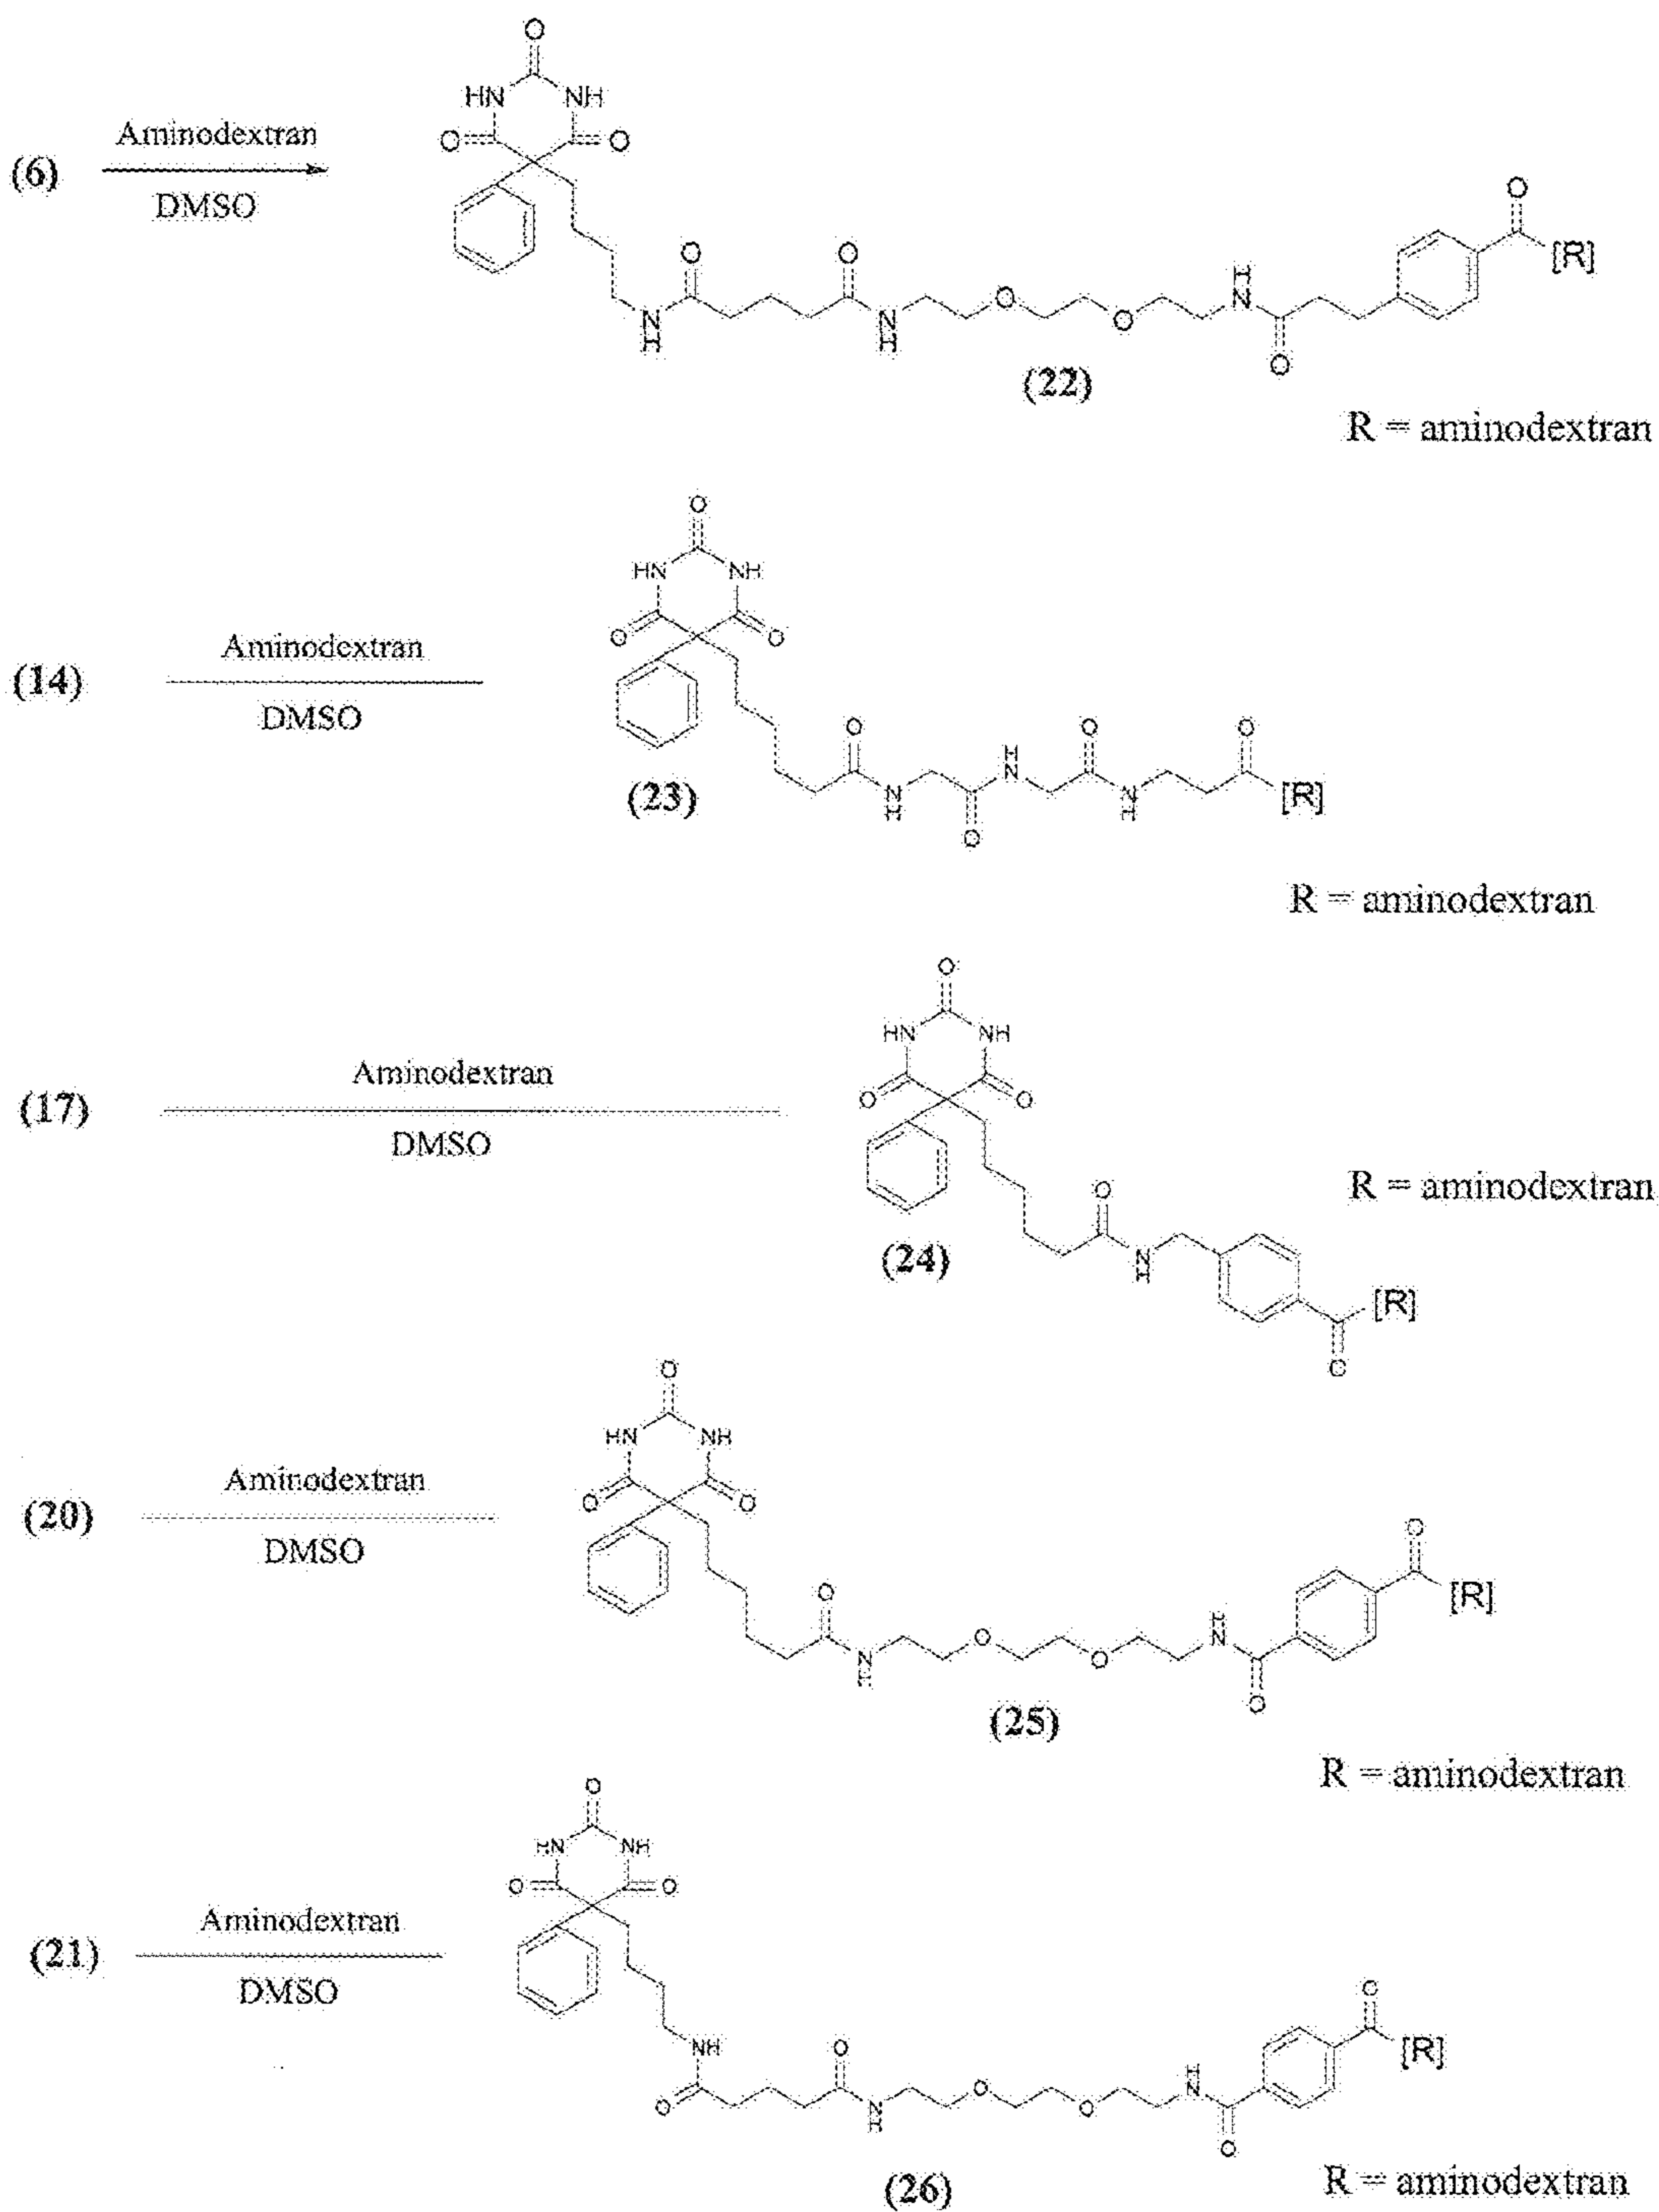 O
HN NH
O O
Aminodextran
(6)
DMSO
O O O
[R]
H
N
O
N
H
N
H
O
O
(22)
R = aminodextran
O
HN NH
O O
Aminodextran
(14)
DMSO
O O O
H
N
(23)
N
H
N
H
[R]
O
R = aminodextran
O
HN NH
O O
Aminodextran
(17)
DMSO
R = aminodextran
O
(24)
N
H
[R]
O
O
HN NH
O O
Aminodextran
(20)
DMSO
O
[R]
O
H
N
O
N
H
O
O
(25)
R = aminodextran
O
HN NH
O O
Aminodextran
(21)
DMSO
O
NH
O
[R]
H
N
O
O
N
H
O
O
(26)
R = aminodextran